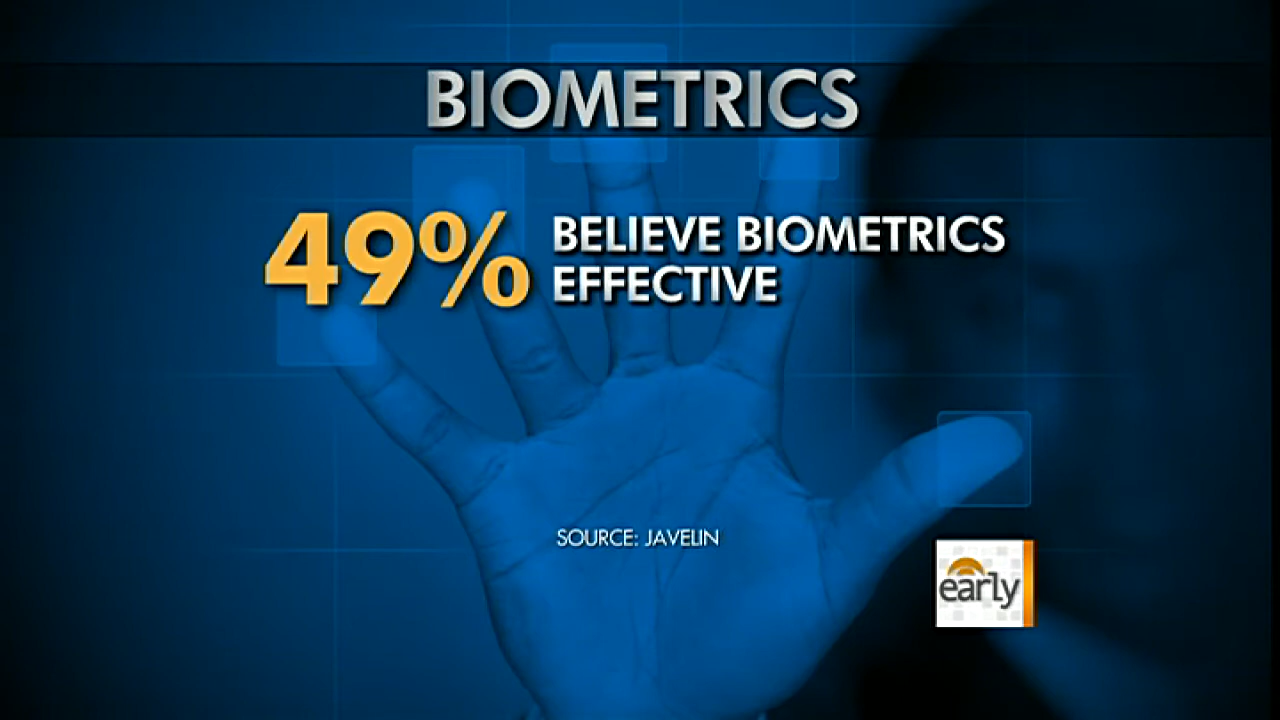 BIOMETRICS
49% BELIEVE BIOMETRICS
EFFECTIVE
SOURCE: JAVELIN
early